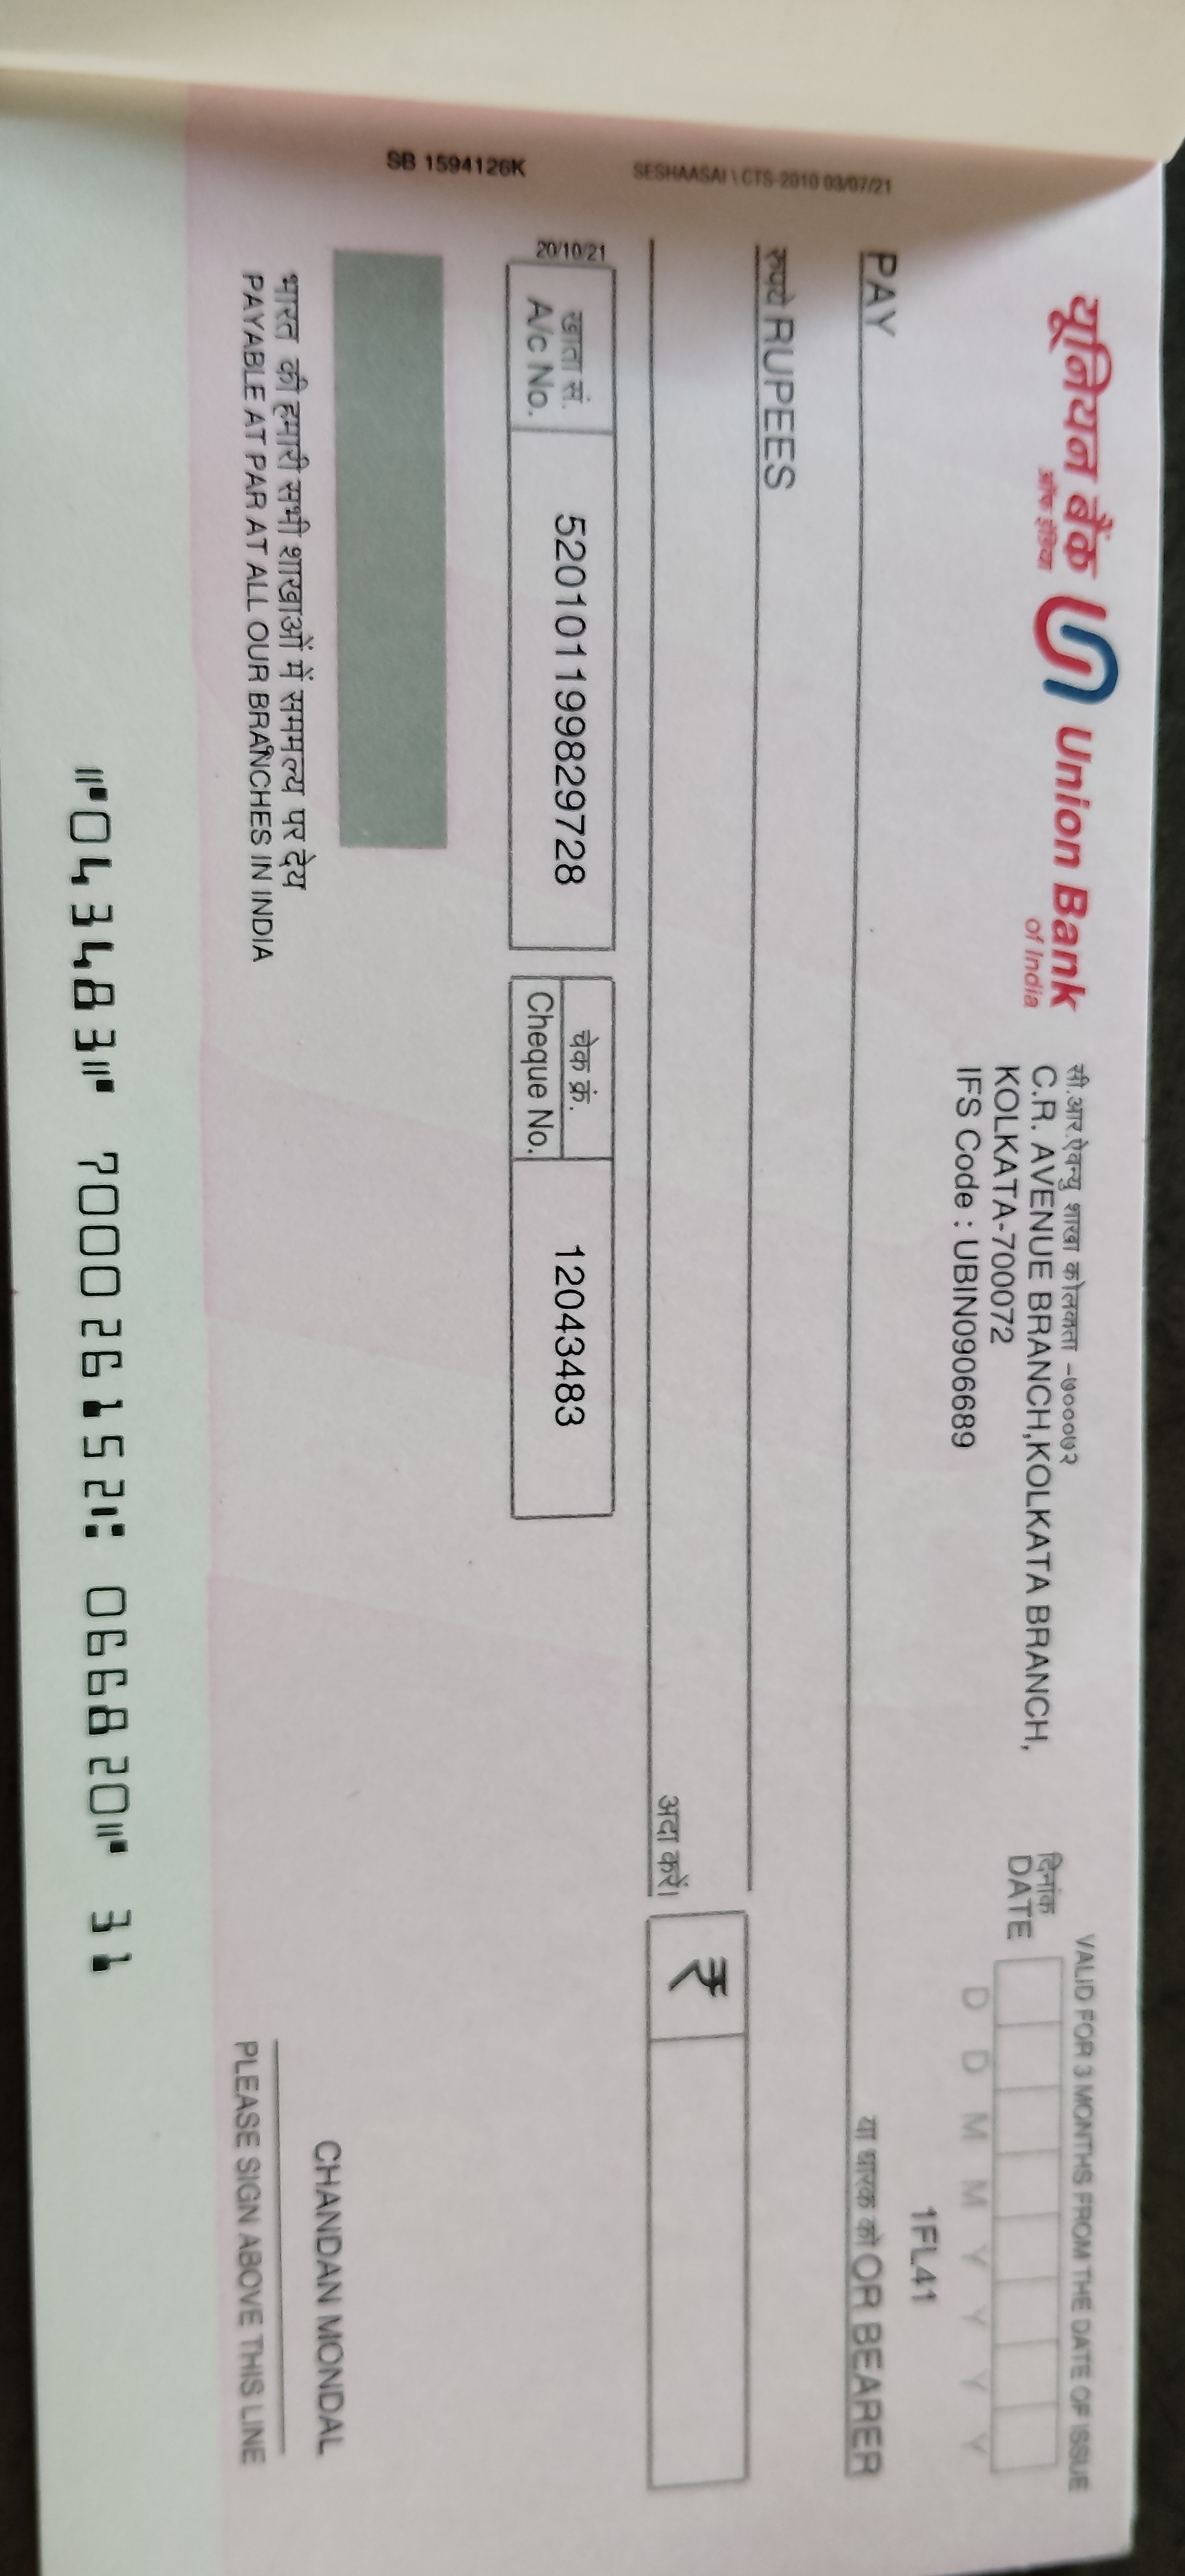 यूनियन बैंक Union Bank
ऑफ इंडिया of India
सी.आर.ऐवन्यु शाखा कोलकता -७०००७२
C.R. AVENUE BRANCH,KOLKATA BRANCH,
KOLKATA-700072
IFS Code : UBIN0906689
VALID FOR 3 MONTHS FROM THE DATE OF ISSUE
दिनांक
DATE
D D M M Y Y Y Y
1FL41
PAY
या धारक को OR BEARER
रुपये RUPEES
अदा करें।
₹
SESHAASAI \ CTS-2010 03/07/21
SB 1594126K
20/10/21
खाता सं.
A/c No.
520101199829728
चेक क्रं.
Cheque No.
12043483
भारत की हमारी सभी शाखाओं में सममल्य पर देय
PAYABLE AT PAR AT ALL OUR BRANCHES IN INDIA
CHANDAN MONDAL
PLEASE SIGN ABOVE THIS LINE
⑈043483⑈ 700026152⑆ 066820⑈ 31